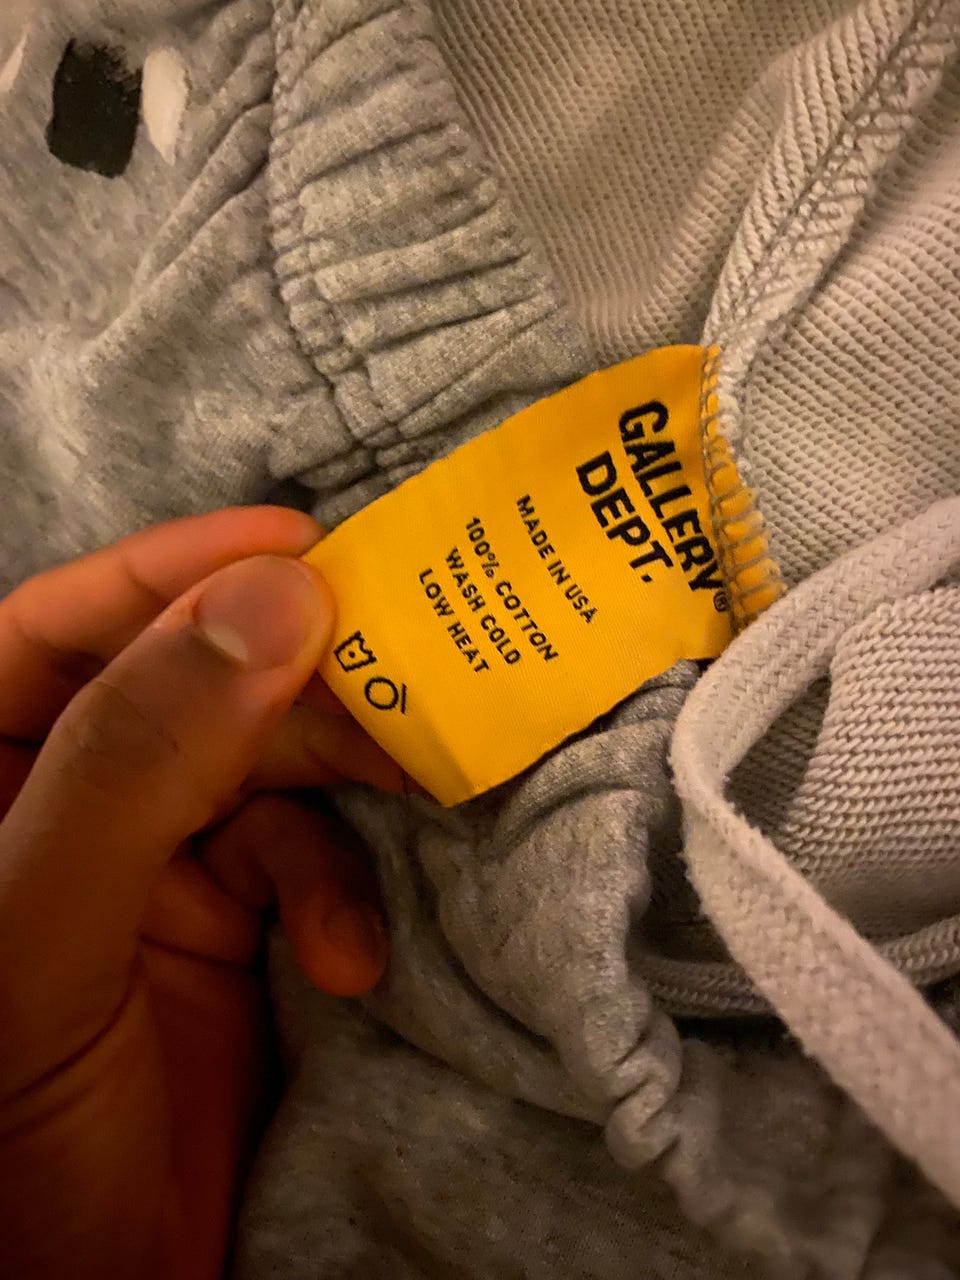 GALLERY®
DEPT.
MADE IN USA
100% COTTON
WASH COLD
LOW HEAT